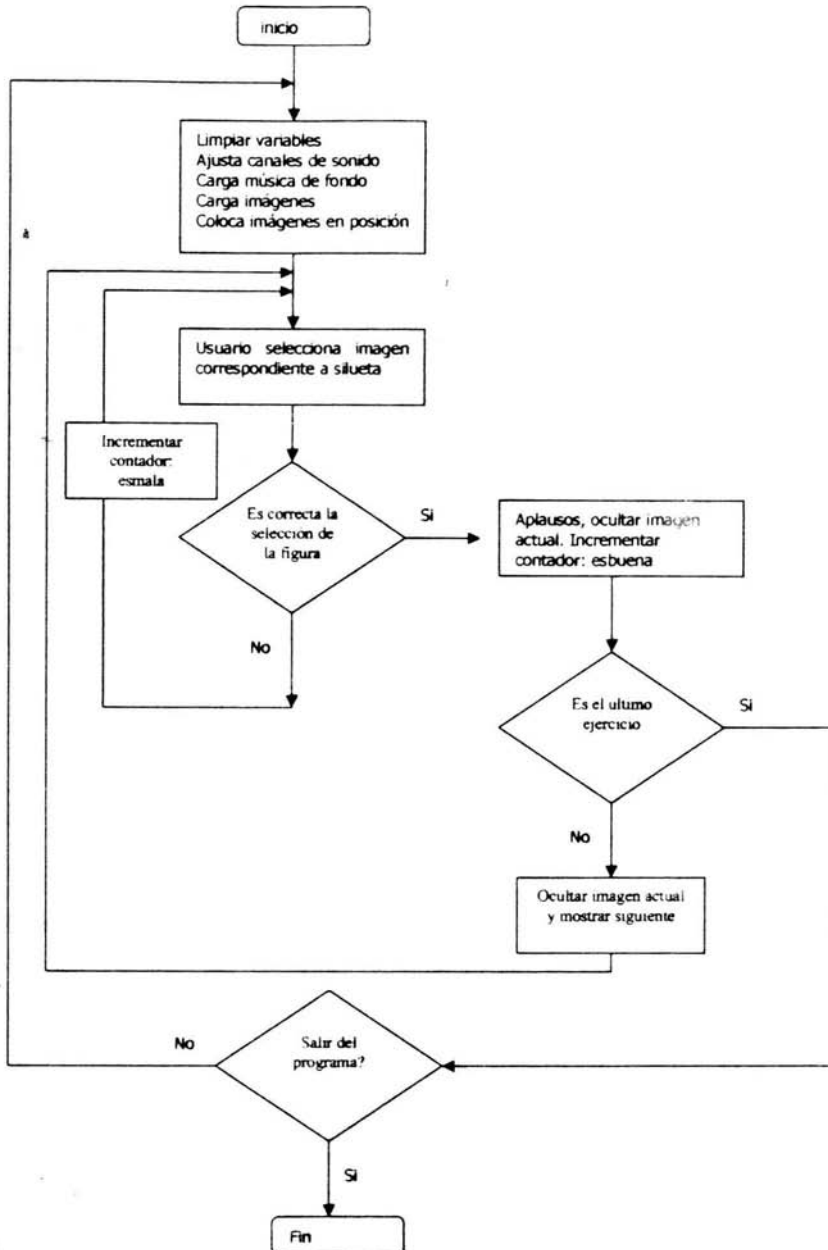 inicio
Limpiar variables
Ajusta canales de sonido
Carga música de fondo
Carga imágenes
Coloca imágenes en posición
Usuario selecciona imagen
correspondiente a silueta
Incrementar
contador:
esmala
Es correcta la
selección de
la figura
Si
No
Aplausos, ocultar imagen
actual. Incrementar
contador: esbuena
Es el ultimo
ejercicio
Si
No
Ocultar imagen actual
y mostrar siguiente
Salir del
programa?
No
Si
Fin